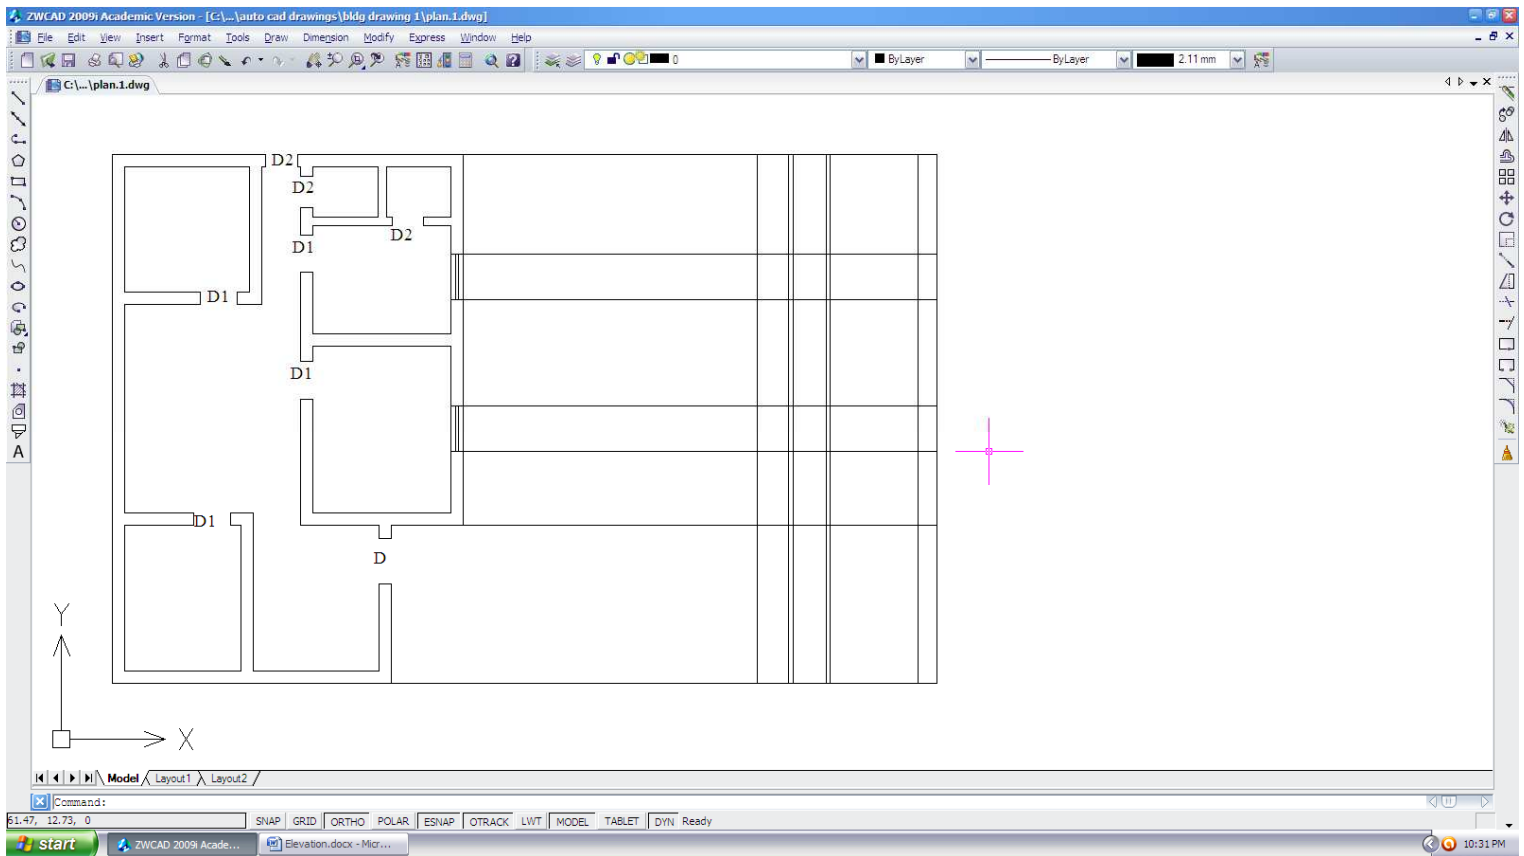 ZWCAD 2009i Academic Version - [C:\...\auto cad drawings\bldg drawing 1\plan.1.dwg]
File Edit View Insert Format Tools Draw Dimension Modify Express Window Help
0 ByLayer ByLayer 2.11 mm
C:\...\plan.1.dwg
D2
D2
D2
D1
D1
D1
D1
D
Y
X
A
Model Layout1 Layout2
Command:
61.47, 12.73, 0 SNAP GRID ORTHO POLAR ESNAP OTRACK LWT MODEL TABLET DYN Ready
start ZWCAD 2009i Acade... Elevation.docx - Micr... 10:31 PM